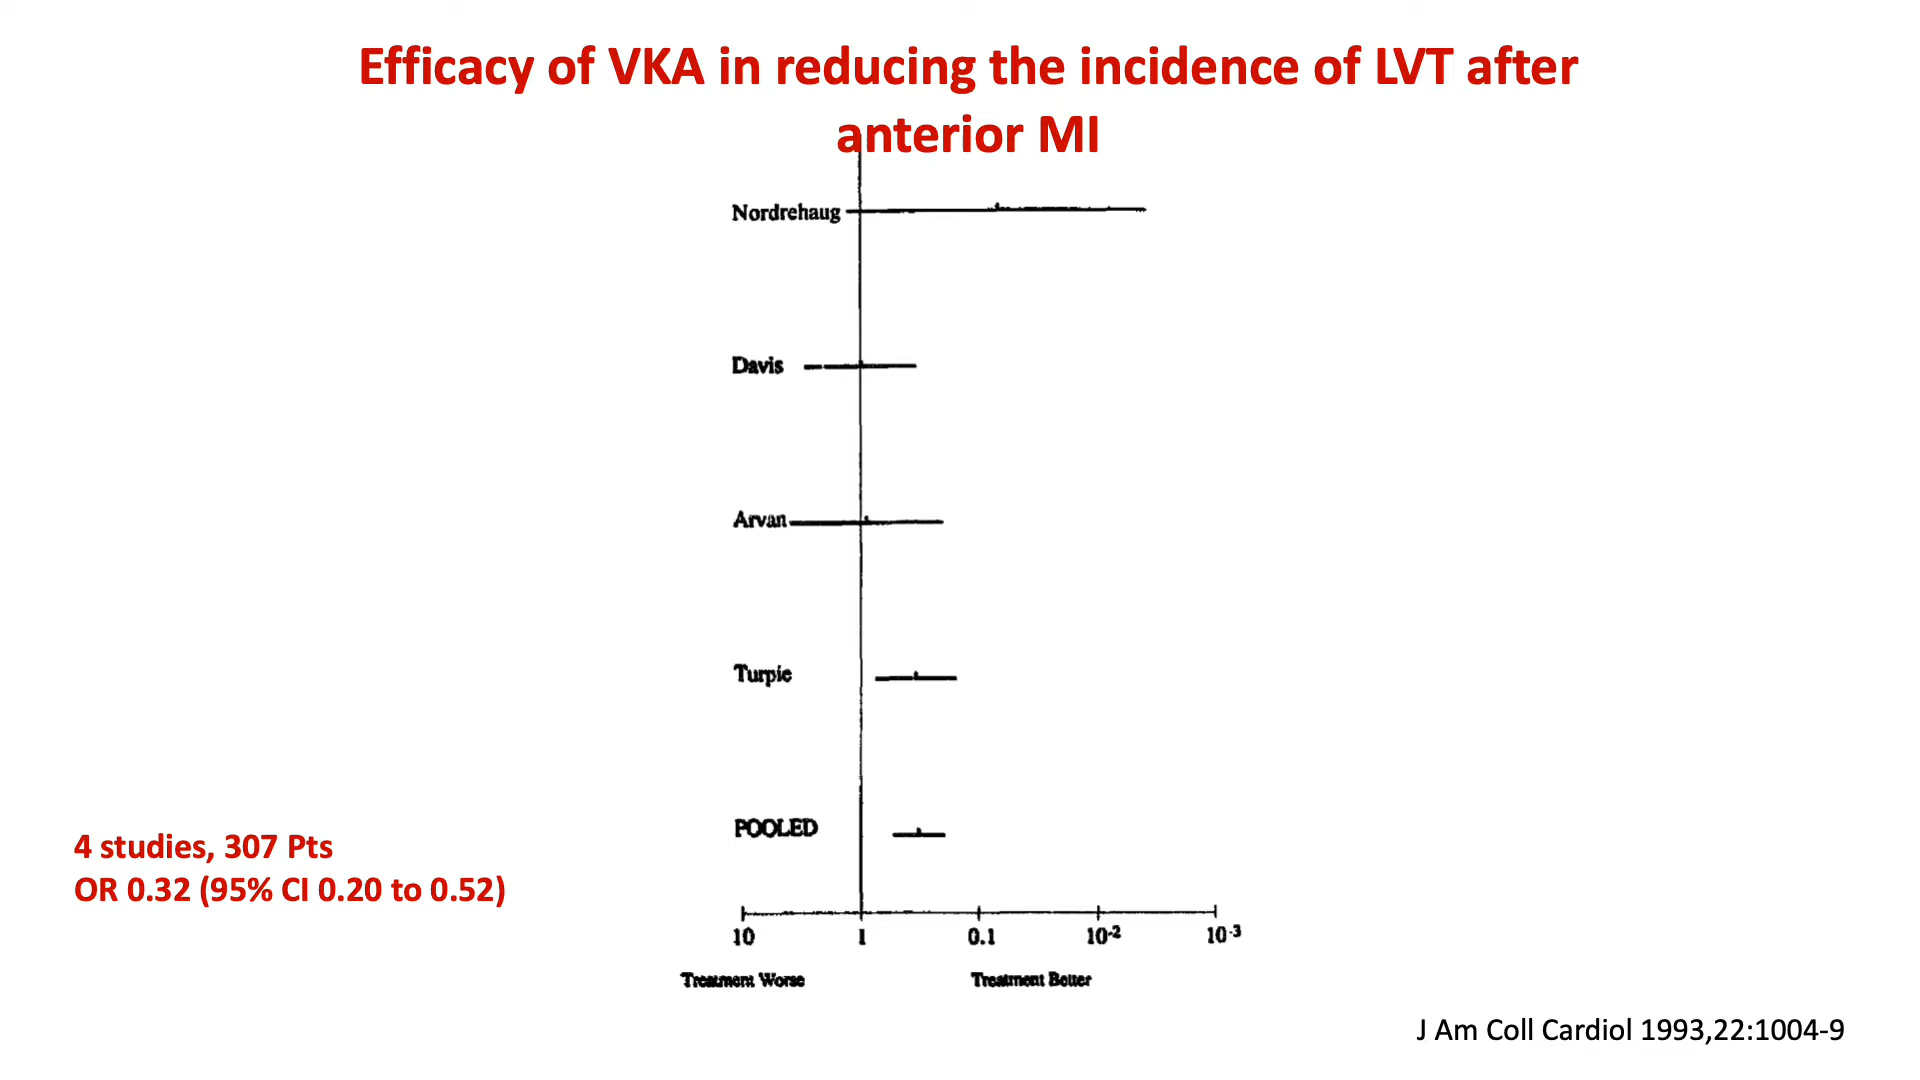 Efficacy of VKA in reducing the incidence of LVT after
anterior MI
Nordrehaug
Davis
Arvan
Turpie
POOLED
4 studies, 307 Pts
OR 0.32 (95% CI 0.20 to 0.52)
10 1 0.1 10-2 10-3
Treatment Worse Treatment Better
J Am Coll Cardiol 1993,22:1004-9